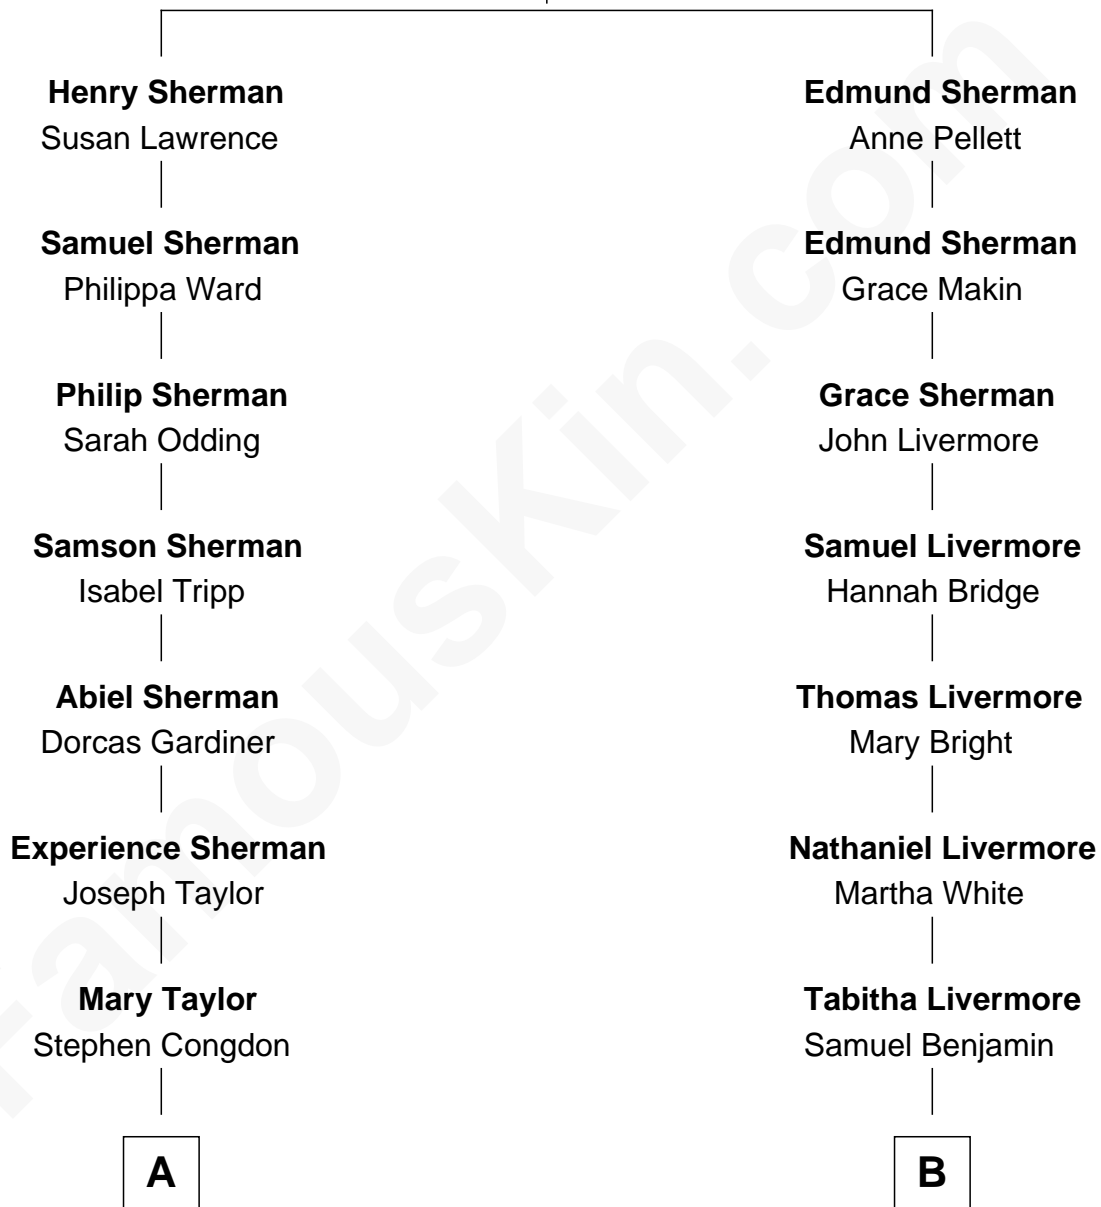 Henry Sherman
Susan Lawrence
Samuel Sherman
Philippa Ward
Philip Sherman
Sarah Odding
Samson Sherman
Isabel Tripp
Abiel Sherman
Dorcas Gardiner
Experience Sherman
Joseph Taylor
Mary Taylor
Stephen Congdon
A
Edmund Sherman
Anne Pellett
Edmund Sherman
Grace Makin
Grace Sherman
John Livermore
Samuel Livermore
Hannah Bridge
Thomas Livermore
Mary Bright
Nathaniel Livermore
Martha White
Tabitha Livermore
Samuel Benjamin
B
FamousKin.com